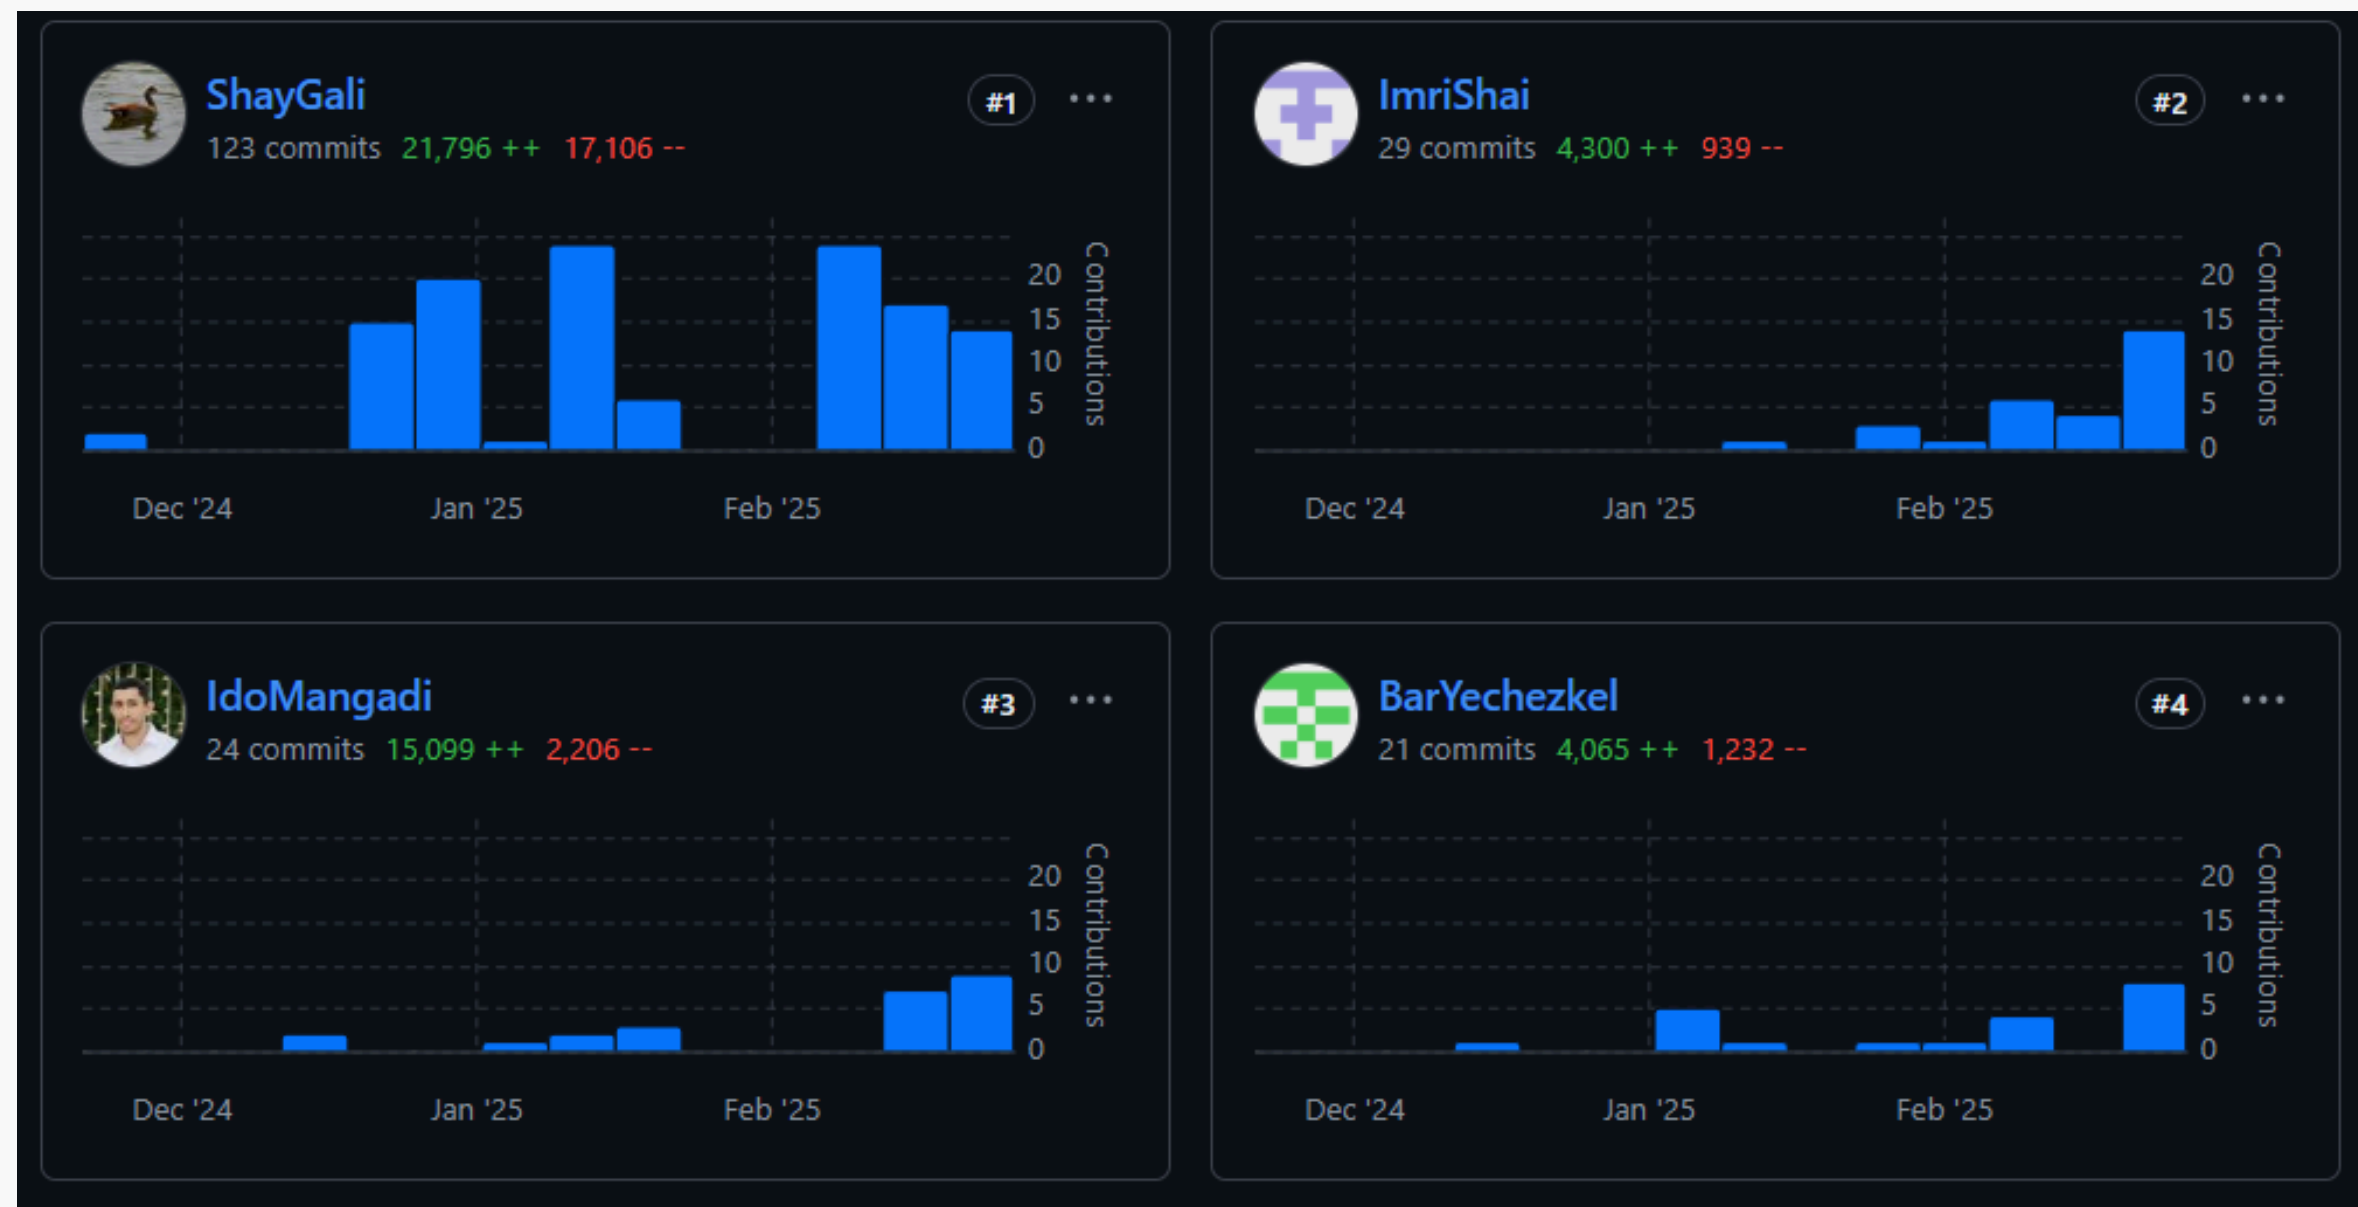 ShayGali
#1
123 commits 21,796 ++ 17,106 --
20
15
10
5
0
Contributions
Dec '24 Jan '25 Feb '25
ImriShai
#2
29 commits 4,300 ++ 939 --
20
15
10
5
0
Contributions
Dec '24 Jan '25 Feb '25
IdoMangadi
#3
24 commits 15,099 ++ 2,206 --
20
15
10
5
0
Contributions
Dec '24 Jan '25 Feb '25
BarYechezkel
#4
21 commits 4,065 ++ 1,232 --
20
15
10
5
0
Contributions
Dec '24 Jan '25 Feb '25